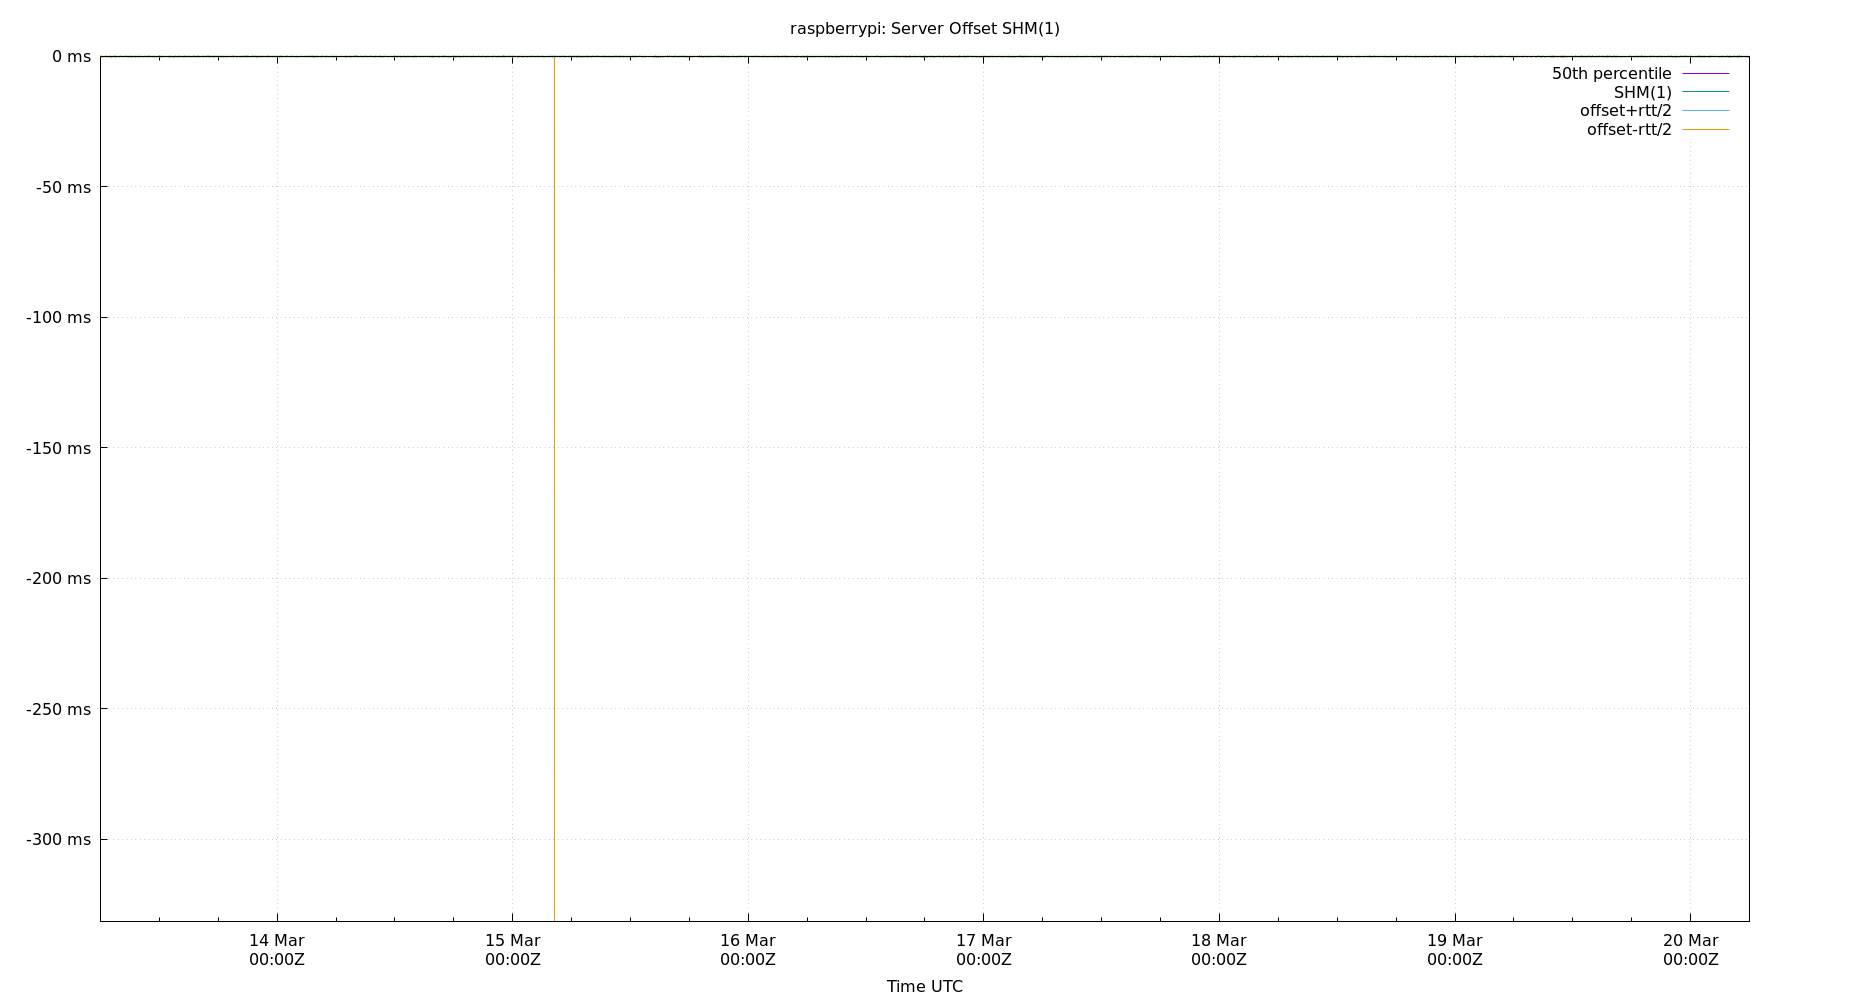 raspberrypi: Server Offset SHM(1)
0 ms
50th percentile
SHM(1)
offset+rtt/2
offset-rtt/2
-50 ms
-100 ms
-150 ms
-200 ms
-250 ms
-300 ms
14 Mar 15 Mar 16 Mar 17 Mar 18 Mar 19 Mar 20 Mar
00:00Z 00:00Z 00:00Z 00:00Z 00:00Z 00:00Z 00:00Z
Time UTC